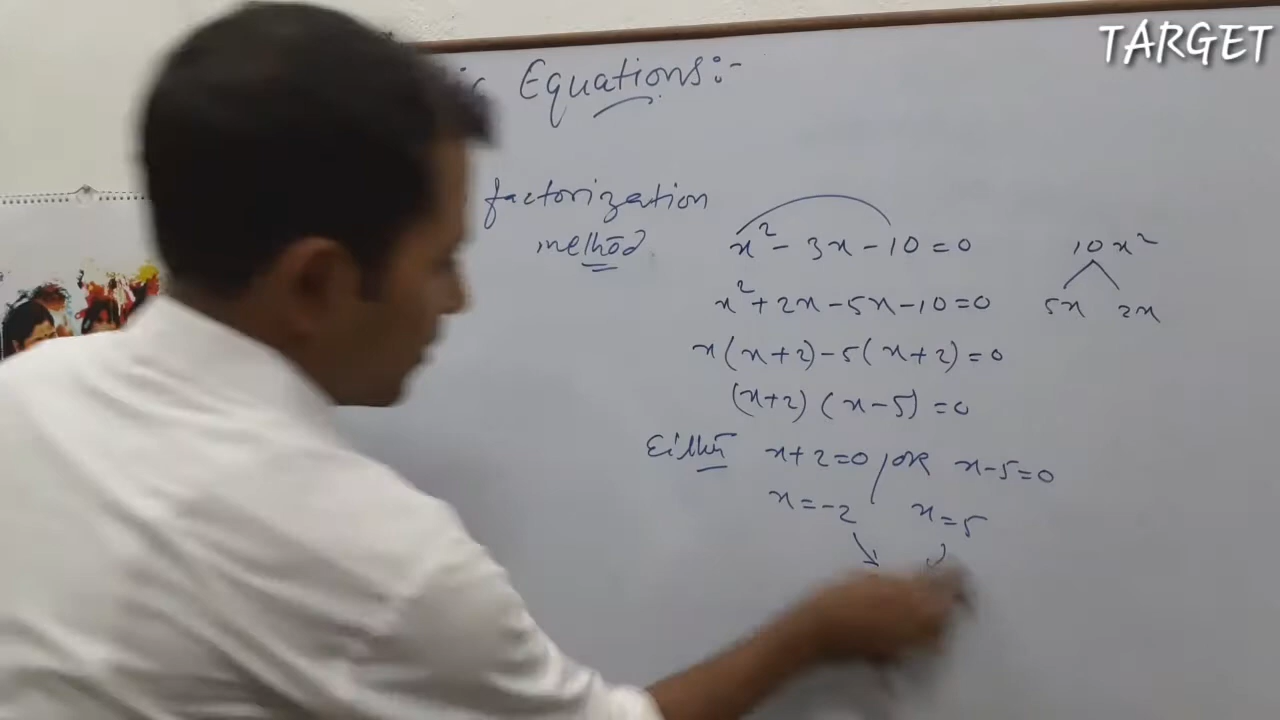 TARGET
Equations:-
factorization
method
x² - 3x - 10 = 0
10x²
x² + 2x - 5x - 10 = 0
5x 2x
x(x+2) - 5(x+2) = 0
(x+2) (x-5) = 0
Either x+2=0 / or x-5=0
x=-2 x=5